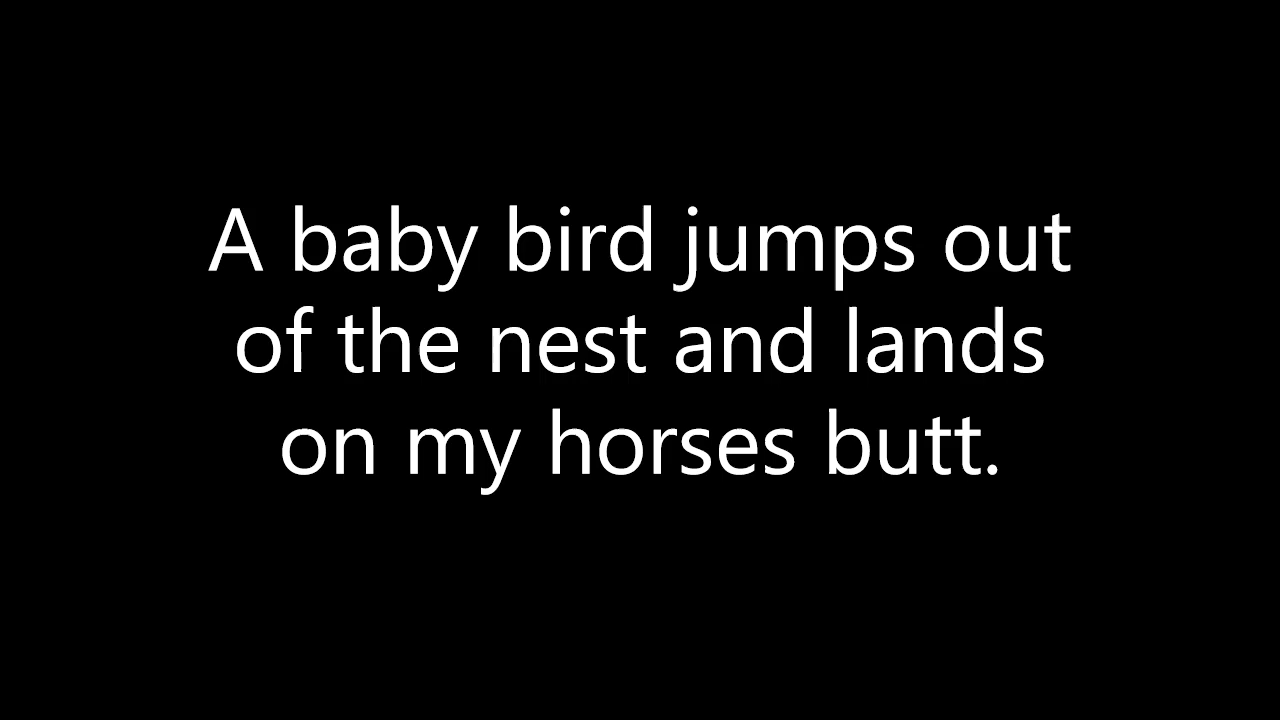 A baby bird jumps out
of the nest and lands
on my horses butt.